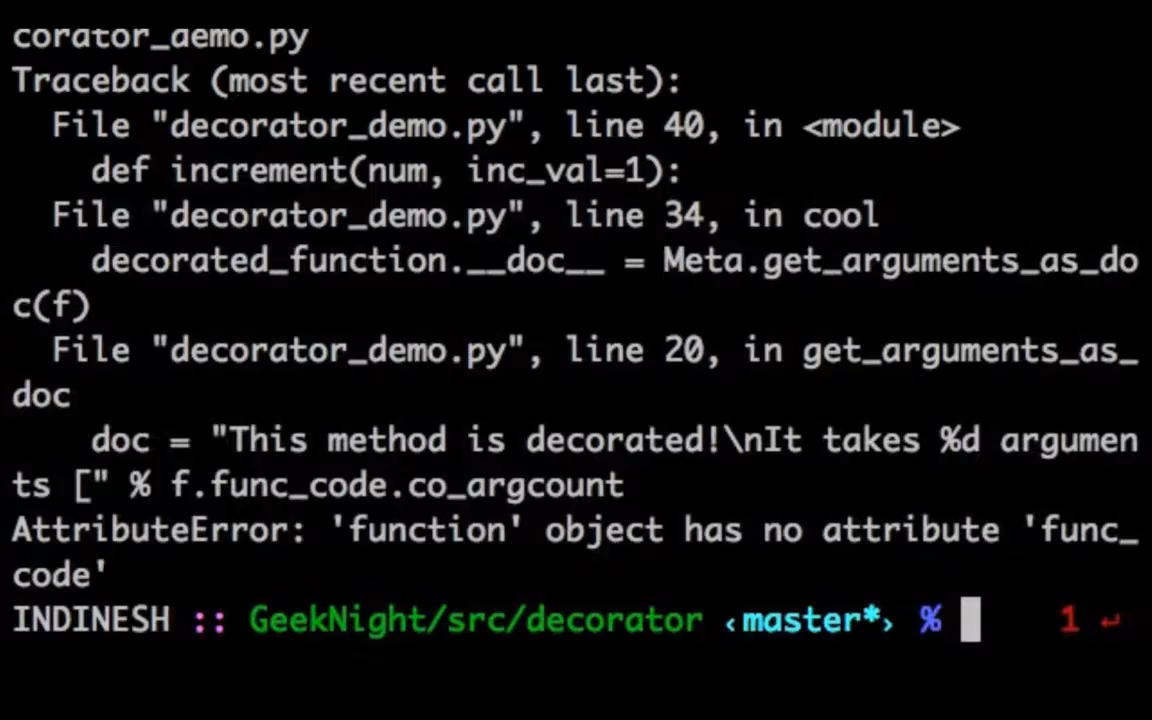 corator_demo.py
Traceback (most recent call last):
  File "decorator_demo.py", line 40, in <module>
    def increment(num, inc_val=1):
  File "decorator_demo.py", line 34, in cool
    decorated_function.__doc__ = Meta.get_arguments_as_do
c(f)
  File "decorator_demo.py", line 20, in get_arguments_as_
doc
    doc = "This method is decorated!\nIt takes %d argumen
ts [" % f.func_code.co_argcount
AttributeError: 'function' object has no attribute 'func_
code'
INDINESH :: GeekNight/src/decorator ‹master*› % 1 ↵